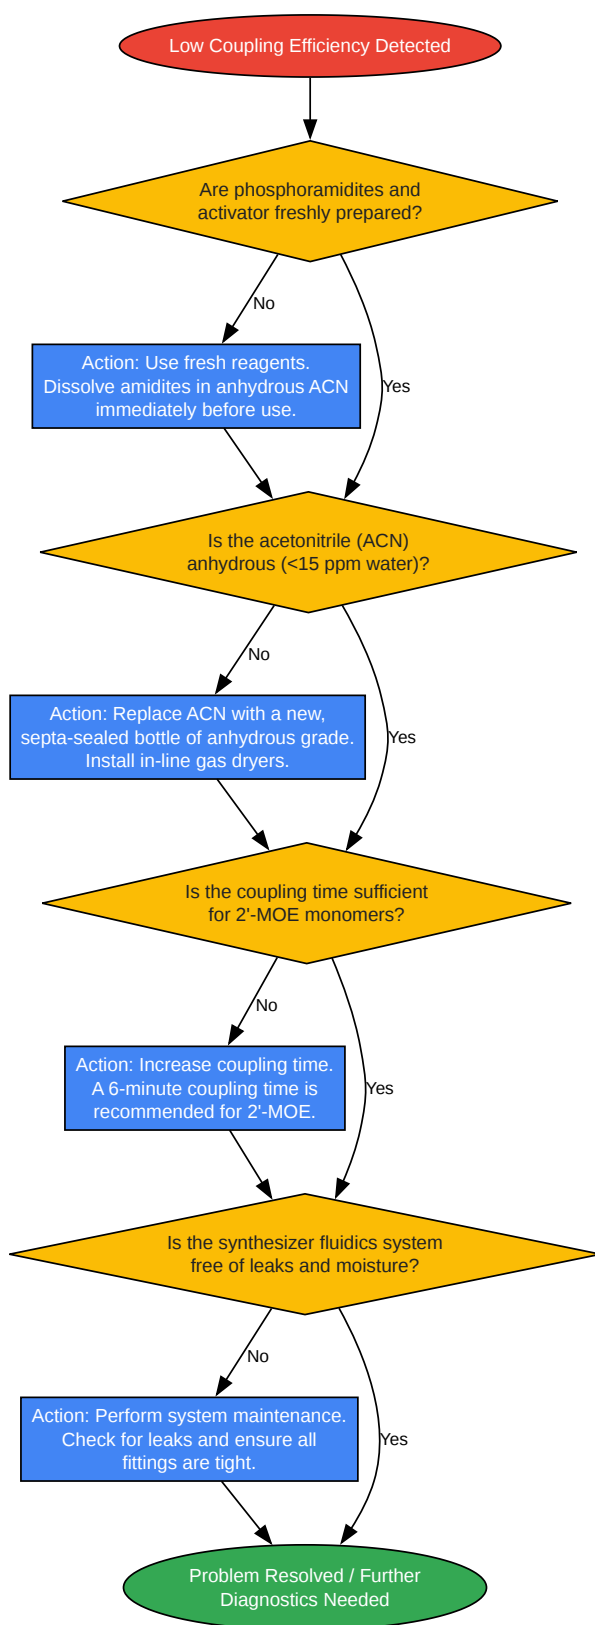 Low Coupling Efficiency Detected
Are phosphoramidites and
activator freshly prepared?
No
Action: Use fresh reagents.
Dissolve amidites in anhydrous ACN
immediately before use.
Yes
Is the acetonitrile (ACN)
anhydrous (<15 ppm water)?
No
Action: Replace ACN with a new,
septa-sealed bottle of anhydrous grade.
Install in-line gas dryers.
Yes
Is the coupling time sufficient
for 2'-MOE monomers?
No
Action: Increase coupling time.
A 6-minute coupling time is
recommended for 2'-MOE.
Yes
Is the synthesizer fluidics system
free of leaks and moisture?
No
Action: Perform system maintenance.
Check for leaks and ensure all
fittings are tight.
Yes
Problem Resolved / Further
Diagnostics Needed